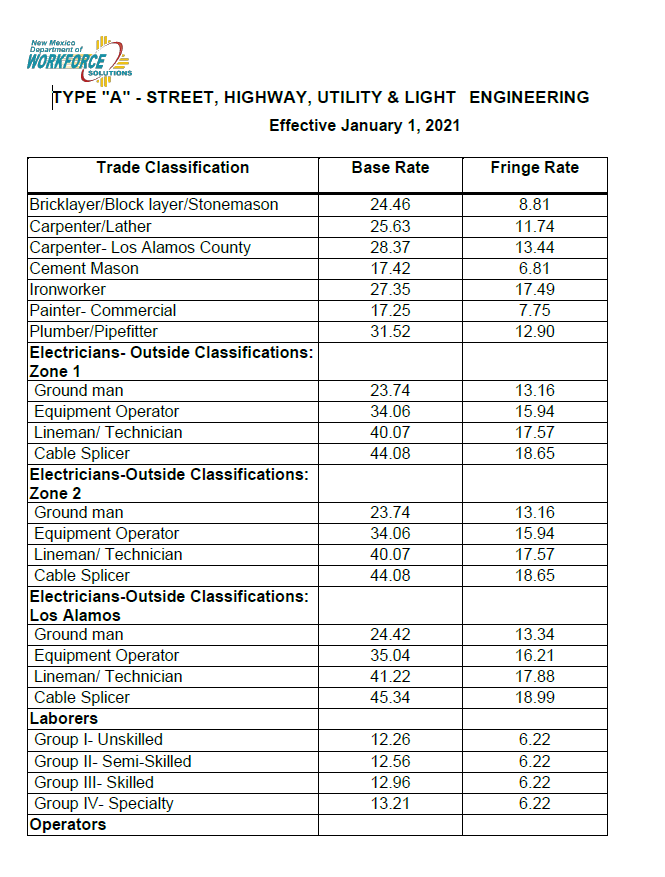 New Mexico
Department of
WORKFORCE
SOLUTIONS
TYPE "A" - STREET, HIGHWAY, UTILITY & LIGHT ENGINEERING
Effective January 1, 2021
Trade Classification Base Rate Fringe Rate
Bricklayer/Block layer/Stonemason 24.46 8.81
Carpenter/Lather 25.63 11.74
Carpenter- Los Alamos County 28.37 13.44
Cement Mason 17.42 6.81
Ironworker 27.35 17.49
Painter- Commercial 17.25 7.75
Plumber/Pipefitter 31.52 12.90
Electricians- Outside Classifications:
Zone 1
Ground man 23.74 13.16
Equipment Operator 34.06 15.94
Lineman/ Technician 40.07 17.57
Cable Splicer 44.08 18.65
Electricians-Outside Classifications:
Zone 2
Ground man 23.74 13.16
Equipment Operator 34.06 15.94
Lineman/ Technician 40.07 17.57
Cable Splicer 44.08 18.65
Electricians-Outside Classifications:
Los Alamos
Ground man 24.42 13.34
Equipment Operator 35.04 16.21
Lineman/ Technician 41.22 17.88
Cable Splicer 45.34 18.99
Laborers
Group I- Unskilled 12.26 6.22
Group II- Semi-Skilled 12.56 6.22
Group III- Skilled 12.96 6.22
Group IV- Specialty 13.21 6.22
Operators